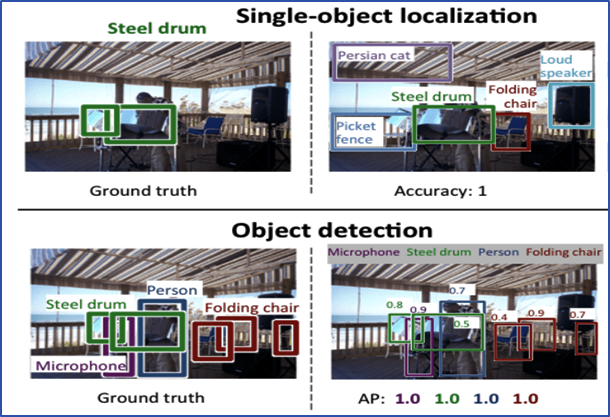 Single-object localization
Steel drum
Ground truth
Persian cat
Loud
speaker
Steel drum
Folding
chair
Picket
fence
Accuracy: 1
Object detection
Person
Steel drum
Folding chair
Microphone
Ground truth
Microphone Steel drum Person Folding chair
0.7
0.8
0.9
0.5
0.4
0.9
0.7
AP: 1.0 1.0 1.0 1.0